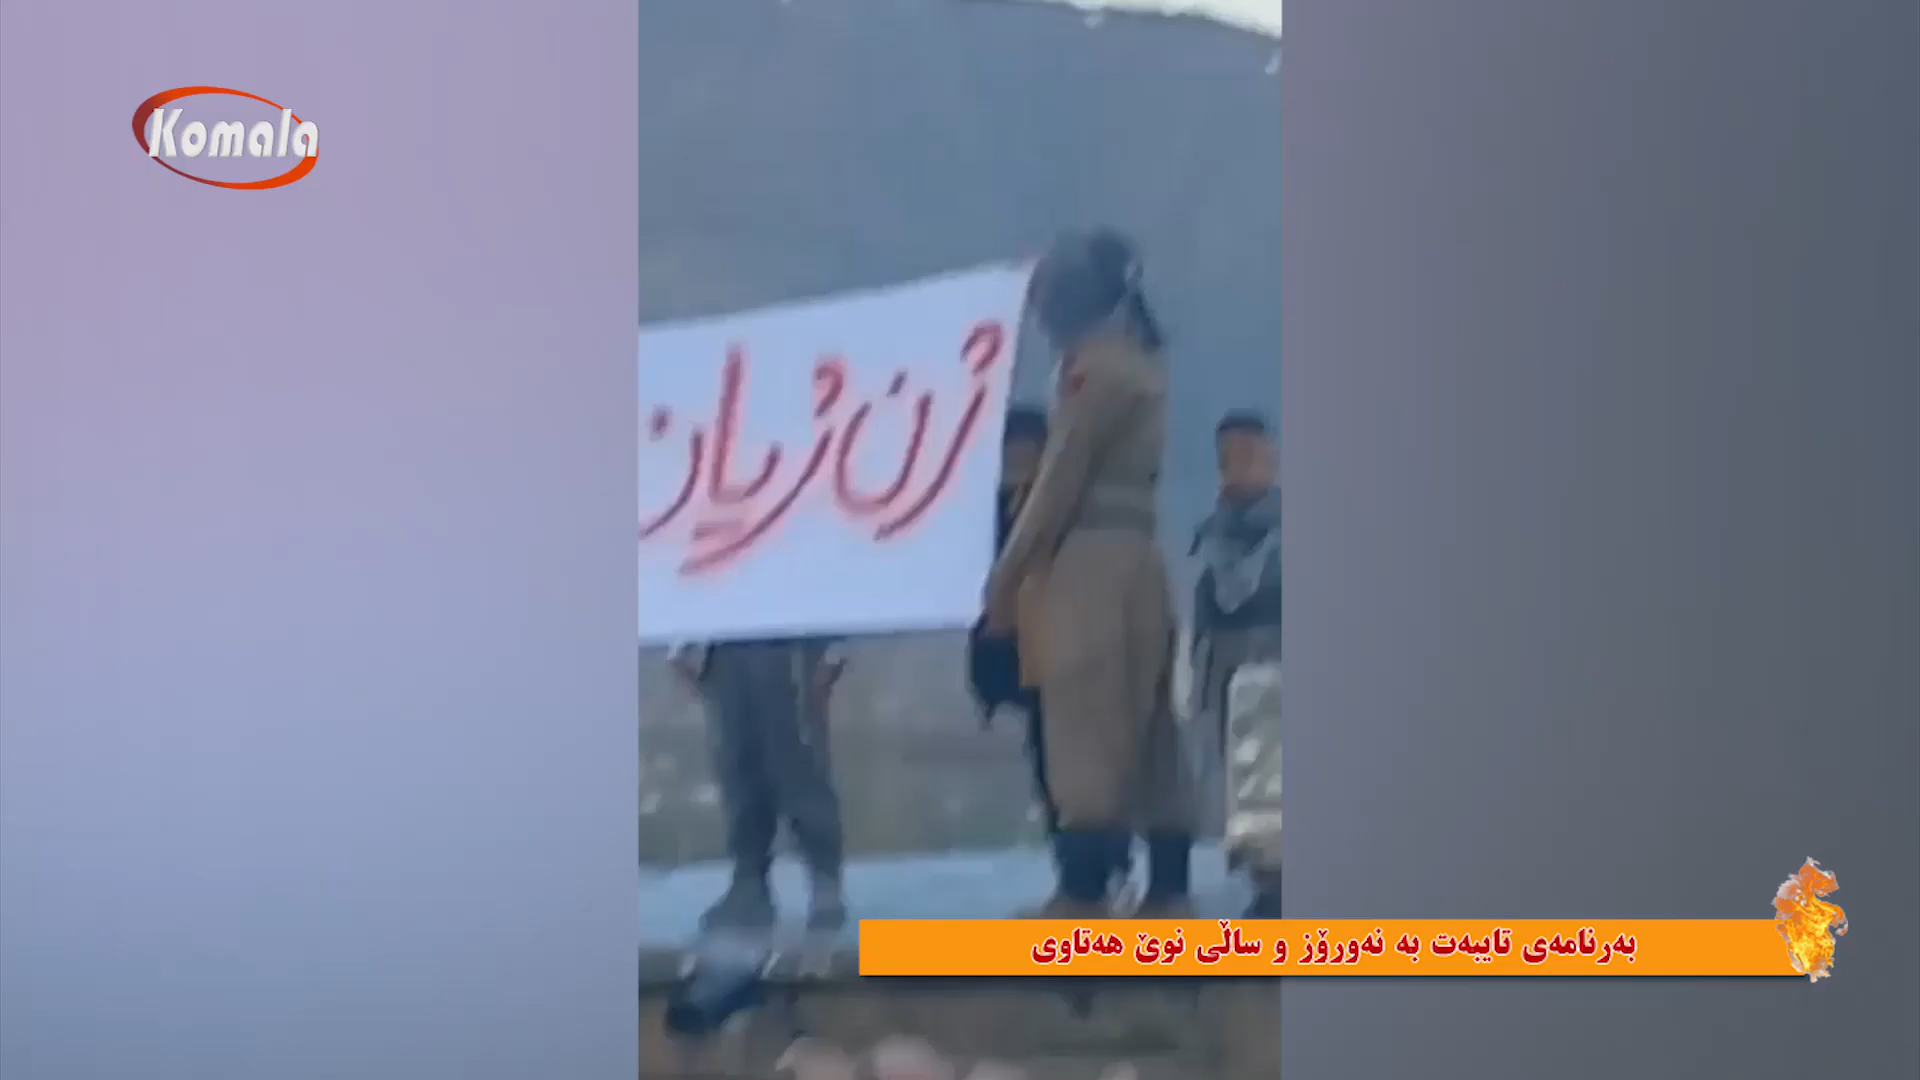 Komala
ژن ژیان
بەرنامەی تایبەت بە نەورۆز و ساڵی نوێ هەتاوی